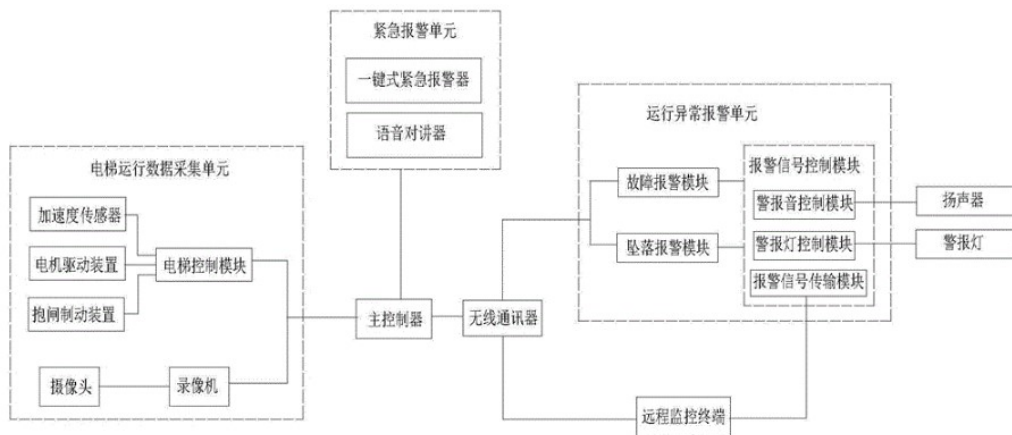 紧急报警单元
一键式紧急报警器
语音对讲器
电梯运行数据采集单元
加速度传感器
电机驱动装置
抱闸制动装置
电梯控制模块
摄像头
录像机
主控制器
无线通讯器
运行异常报警单元
故障报警模块
坠落报警模块
报警信号控制模块
警报音控制模块
警报灯控制模块
报警信号传输模块
扬声器
警报灯
远程监控终端